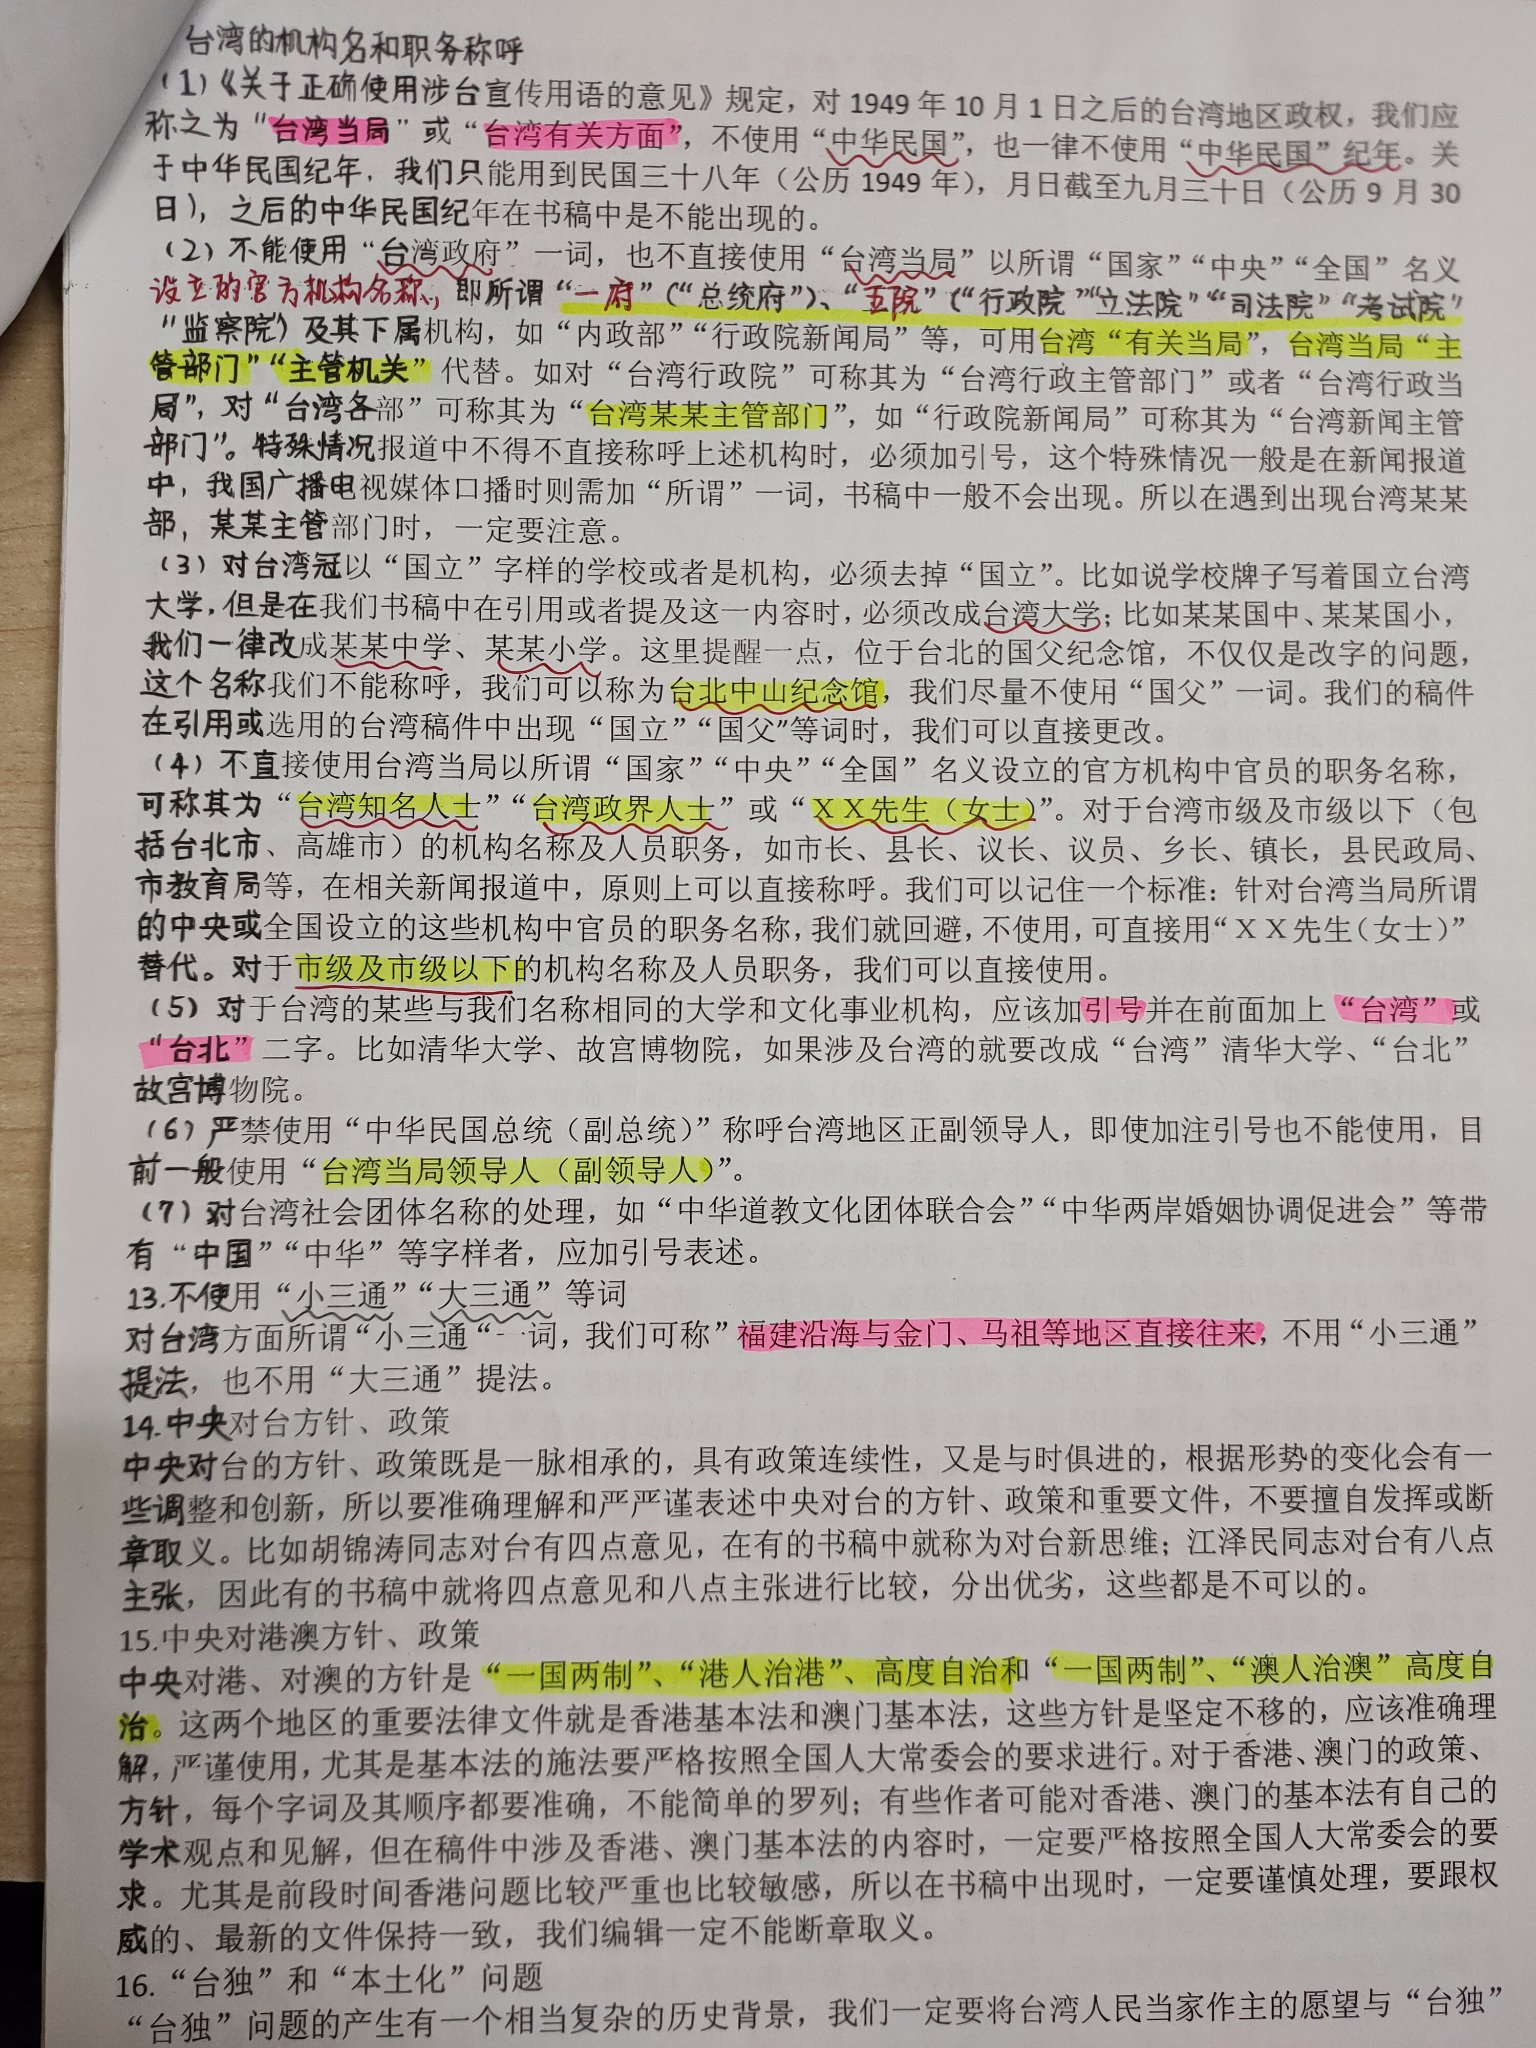 台湾的机构名和职务称呼
（1）《关于正确使用涉台宣传用语的意见》规定，对 1949 年 10 月 1 日之后的台湾地区政权，我们应
称之为“台湾当局”或“台湾有关方面”，不使用“中华民国”，也一律不使用“中华民国”纪年。关
于中华民国纪年，我们只能用到民国三十八年（公历 1949 年），月日截至九月三十日（公历 9 月 30
日），之后的中华民国纪年在书稿中是不能出现的。
（2）不能使用“台湾政府”一词，也不直接使用“台湾当局”以所谓“国家”“中央”“全国”名义
设立的官方机构名称，即所谓“一府”（“总统府”）、“五院”（“行政院”“立法院”“司法院”“考试院”
“监察院”）及其下属机构，如“内政部”“行政院新闻局”等，可用台湾“有关当局”，台湾当局“主
管部门”“主管机关”代替。如对“台湾行政院”可称其为“台湾行政主管部门”或者“台湾行政当
局”，对“台湾各部”可称其为“台湾某某主管部门”，如“行政院新闻局”可称其为“台湾新闻主管
部门”。特殊情况报道中不得不直接称呼上述机构时，必须加引号，这个特殊情况一般是在新闻报道
中，我国广播电视媒体口播时则需加“所谓”一词，书稿中一般不会出现。所以在遇到出现台湾某某
部，某某主管部门时，一定要注意。
（3）对台湾冠以“国立”字样的学校或者是机构，必须去掉“国立”。比如说学校牌子写着国立台湾
大学，但是在我们书稿中在引用或者提及这一内容时，必须改成台湾大学；比如某某国中、某某国小，
我们一律改成某某中学、某某小学。这里提醒一点，位于台北的国父纪念馆，不仅仅是改字的问题，
这个名称我们不能称呼，我们可以称为台北中山纪念馆，我们尽量不使用“国父”一词。我们的稿件
在引用或选用的台湾稿件中出现“国立”“国父”等词时，我们可以直接更改。
（4）不直接使用台湾当局以所谓“国家”“中央”“全国”名义设立的官方机构中官员的职务名称，
可称其为“台湾知名人士”“台湾政界人士”或“ＸＸ先生（女士）”。对于台湾市级及市级以下（包
括台北市、高雄市）的机构名称及人员职务，如市长、县长、议长、议员、乡长、镇长，县民政局、
市教育局等，在相关新闻报道中，原则上可以直接称呼。我们可以记住一个标准：针对台湾当局所谓
的中央或全国设立的这些机构中官员的职务名称，我们就回避，不使用，可直接用“ＸＸ先生（女士）”
替代。对于市级及市级以下的机构名称及人员职务，我们可以直接使用。
（5）对于台湾的某些与我们名称相同的大学和文化事业机构，应该加引号并在前面加上“台湾”或
“台北”二字。比如清华大学、故宫博物院，如果涉及台湾的就要改成“台湾”清华大学、“台北”
故宫博物院。
（6）严禁使用“中华民国总统（副总统）”称呼台湾地区正副领导人，即使加注引号也不能使用，目
前一般使用“台湾当局领导人（副领导人）”。
（7）对台湾社会团体名称的处理，如“中华道教文化团体联合会”“中华两岸婚姻协调促进会”等带
有“中国”“中华”等字样者，应加引号表述。
13.不使用“小三通”“大三通”等词
对台湾方面所谓“小三通“一词，我们可称”福建沿海与金门、马祖等地区直接往来，不用“小三通”
提法，也不用“大三通”提法。
14.中央对台方针、政策
中央对台的方针、政策既是一脉相承的，具有政策连续性，又是与时俱进的，根据形势的变化会有一
些调整和创新，所以要准确理解和严严谨表述中央对台的方针、政策和重要文件，不要擅自发挥或断
章取义。比如胡锦涛同志对台有四点意见，在有的书稿中就称为对台新思维；江泽民同志对台有八点
主张，因此有的书稿中就将四点意见和八点主张进行比较，分出优劣，这些都是不可以的。
15.中央对港澳方针、政策
中央对港、对澳的方针是“一国两制”、“港人治港”、高度自治和“一国两制”、“澳人治澳”高度自
治。这两个地区的重要法律文件就是香港基本法和澳门基本法，这些方针是坚定不移的，应该准确理
解，严谨使用，尤其是基本法的施法要严格按照全国人大常委会的要求进行。对于香港、澳门的政策、
方针，每个字词及其顺序都要准确，不能简单的罗列；有些作者可能对香港、澳门的基本法有自己的
学术观点和见解，但在稿件中涉及香港、澳门基本法的内容时，一定要严格按照全国人大常委会的要
求。尤其是前段时间香港问题比较严重也比较敏感，所以在书稿中出现时，一定要谨慎处理，要跟权
威的、最新的文件保持一致，我们编辑一定不能断章取义。
16.“台独”和“本土化”问题
“台独”问题的产生有一个相当复杂的历史背景，我们一定要将台湾人民当家作主的愿望与“台独”